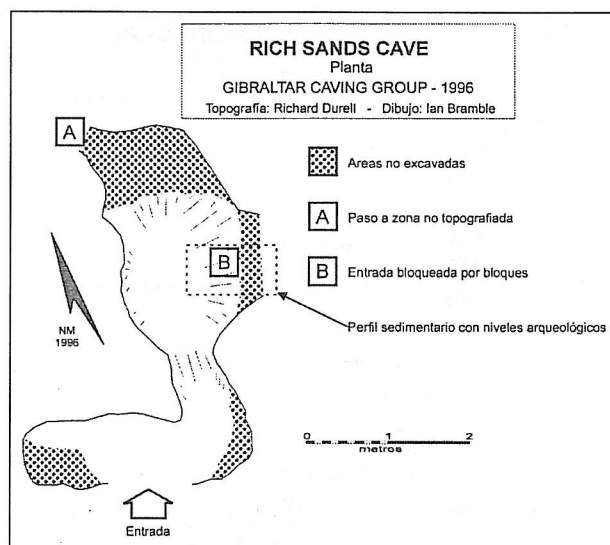 RICH SANDS CAVE
Planta
GIBRALTAR CAVING GROUP - 1996
Topografía: Richard Durell - Dibujo: Ian Bramble
A
Areas no excavadas
A
Paso a zona no topografiada
B
B
Entrada bloqueada por bloques
NM
1996
Perfil sedimentario con niveles arqueológicos
0 1 2
metros
Entrada